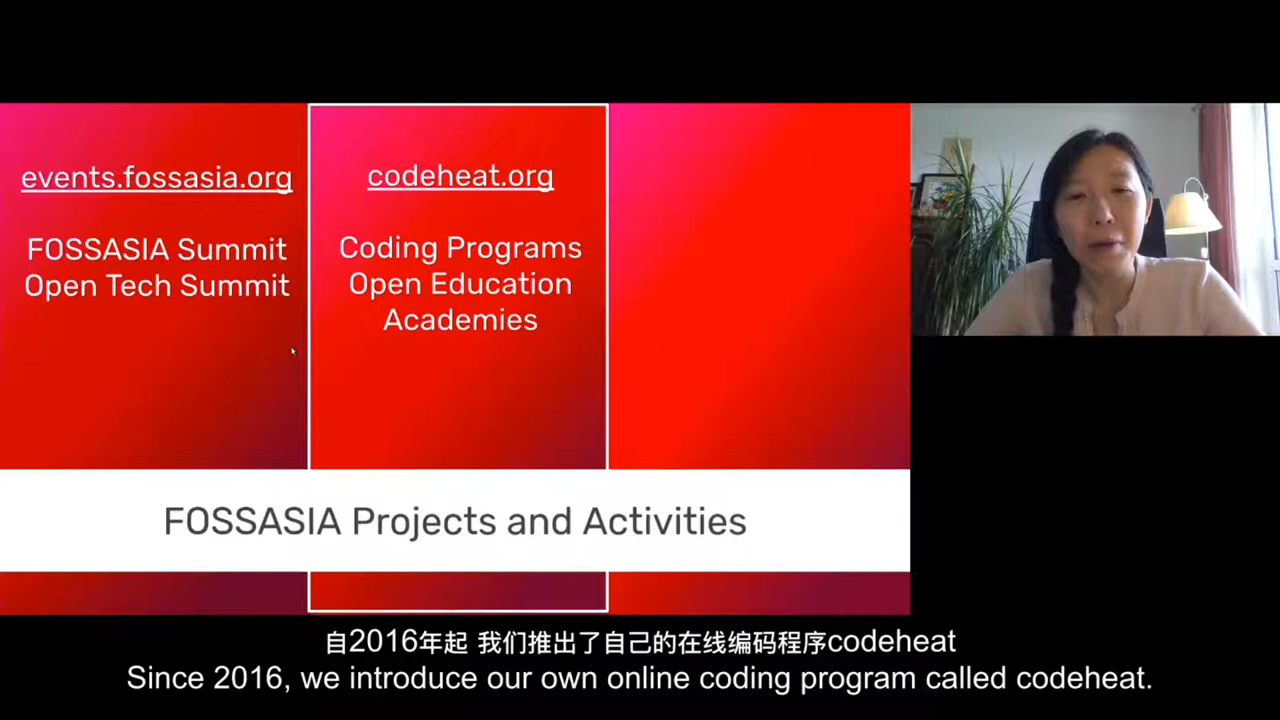 events.fossasia.org
FOSSASIA Summit
Open Tech Summit
codeheat.org
Coding Programs
Open Education
Academies
FOSSASIA Projects and Activities
自2016年起 我们推出了自己的在线编码程序codeheat
Since 2016, we introduce our own online coding program called codeheat.